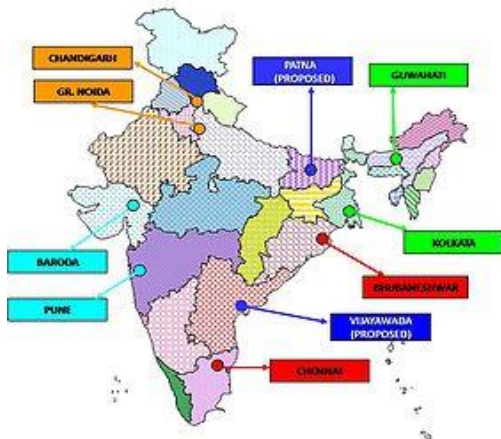 CHANDIGARH
PATNA
(PROPOSED)
GUWAHATI
GR. NOIDA
KOLKATA
BARODA
BHUBANESHWAR
PUNE
VIJAYAWADA
(PROPOSED)
CHENNAI